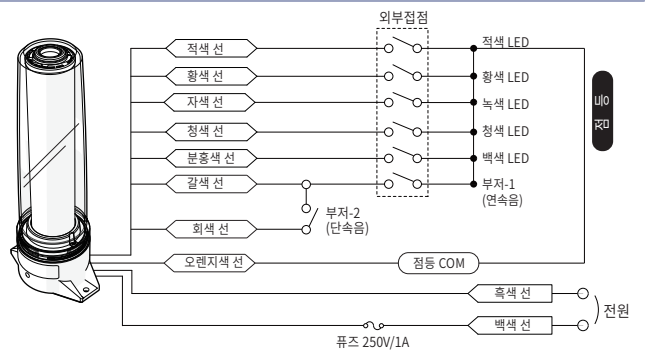 외부접점
적색 선
적색 LED
황색 선
황색 LED
자색 선
녹색 LED
청색 선
청색 LED
분홍색 선
백색 LED
갈색 선
부저-1
(연속음)
부저-2
(단속음)
회색 선
오렌지색 선
점등 COM
점 등
흑색 선
전원
백색 선
퓨즈 250V/1A